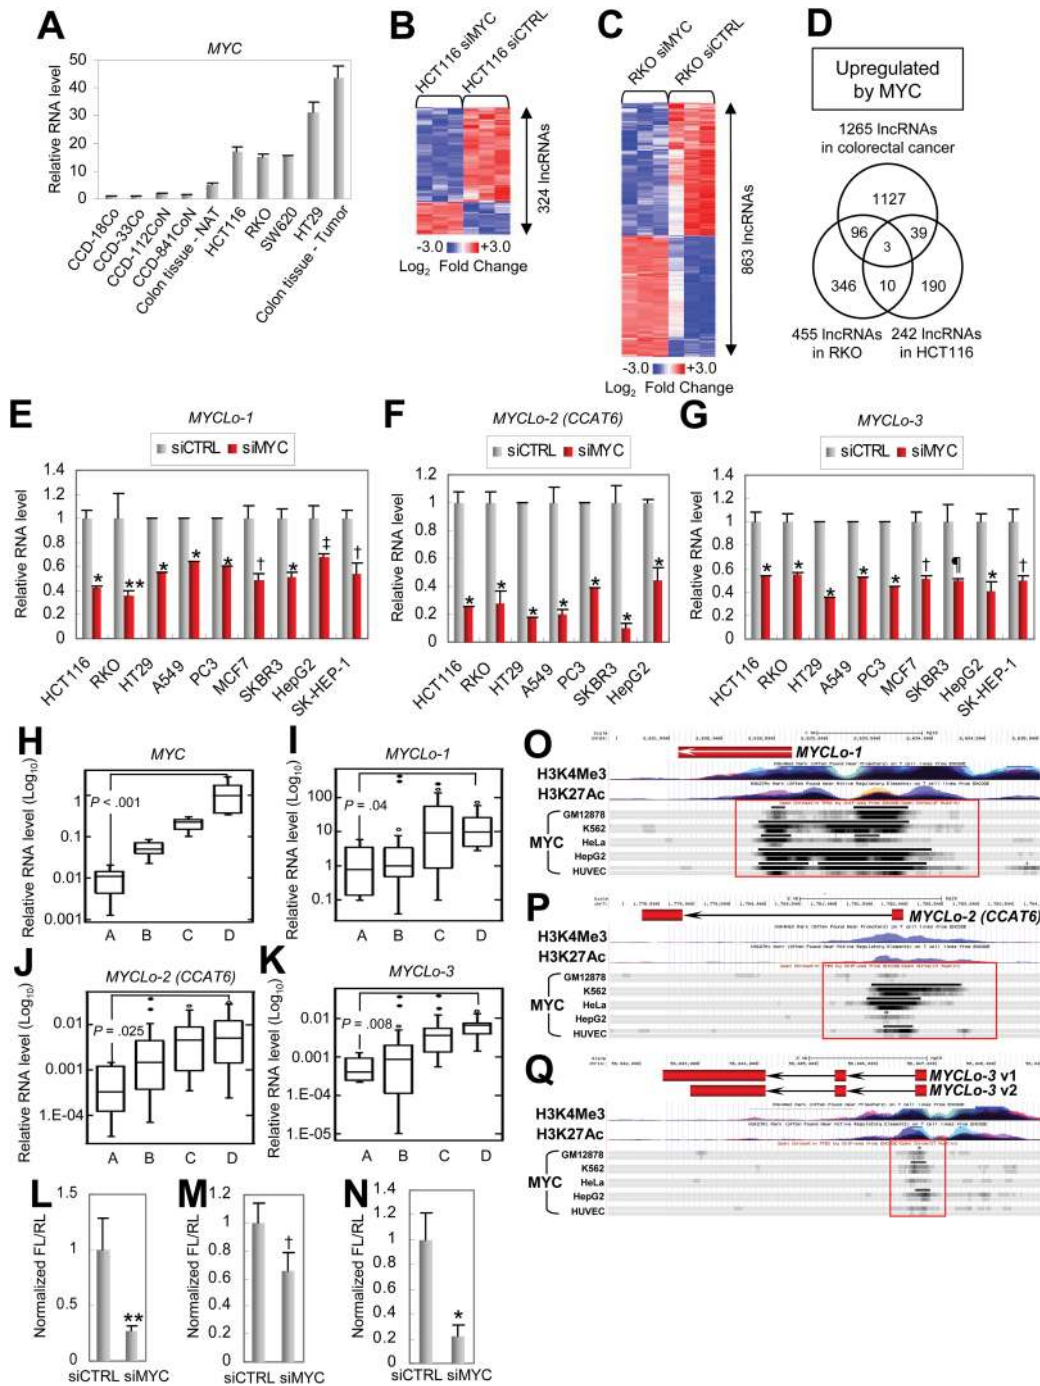 A
MYC
Relative RNA level
50
40
30
20
10
0
CCD-18Co
CCD-33Co
CCD-112CoN
CCD-841CoN
Colon tissue - NAT
HCT116
RKO
SW620
HT29
Colon tissue - Tumor
B
HCT116 siMYC
HCT116 siCTRL
324 lncRNAs
-3.0 +3.0
Log2 Fold Change
C
RKO siMYC
RKO siCTRL
863 lncRNAs
-3.0 +3.0
Log2 Fold Change
D
Upregulated
by MYC
1265 lncRNAs
in colorectal cancer
1127
96
39
3
346
10
190
455 lncRNAs
in RKO
242 lncRNAs
in HCT116
E
MYCLo-1
siCTRL siMYC
Relative RNA level
1.4
1.2
1
0.8
0.6
0.4
0.2
0
* ** * * * † * ‡ †
HCT116
RKO
HT29
A549
PC3
MCF7
SKBR3
HepG2
SK-HEP-1
F
MYCLo-2 (CCAT6)
siCTRL siMYC
Relative RNA level
1.2
1
0.8
0.6
0.4
0.2
0
* * * * * * *
HCT116
RKO
HT29
A549
PC3
SKBR3
HepG2
G
MYCLo-3
siCTRL siMYC
Relative RNA level
1.4
1.2
1
0.8
0.6
0.4
0.2
0
* * * * * † ¶ * †
HCT116
RKO
HT29
A549
PC3
MCF7
SKBR3
HepG2
SK-HEP-1
H
MYC
Relative RNA level (Log10)
P < .001
1
0.1
0.01
0.001
A B C D
I
MYCLo-1
Relative RNA level (Log10)
P = .04
100
10
1
0.1
A B C D
J
MYCLo-2 (CCAT6)
Relative RNA level (Log10)
P = .025
0.01
0.001
1.E-04
A B C D
K
MYCLo-3
Relative RNA level (Log10)
P = .008
0.01
0.001
1.E-04
1.E-05
A B C D
L
Normalized FL/RL
1.5
1
0.5
0
**
siCTRL siMYC
M
Normalized FL/RL
1.2
1
0.8
0.6
0.4
0.2
0
†
siCTRL siMYC
N
Normalized FL/RL
1.4
1.2
1
0.8
0.6
0.4
0.2
0
*
siCTRL siMYC
O
MYCLo-1
H3K4Me3
H3K27Ac
MYC
GM12878
K562
HeLa
HepG2
HUVEC
P
MYCLo-2 (CCAT6)
H3K4Me3
H3K27Ac
MYC
GM12878
K562
HeLa
HepG2
HUVEC
Q
MYCLo-3 v1
MYCLo-3 v2
H3K4Me3
H3K27Ac
MYC
GM12878
K562
HeLa
HepG2
HUVEC